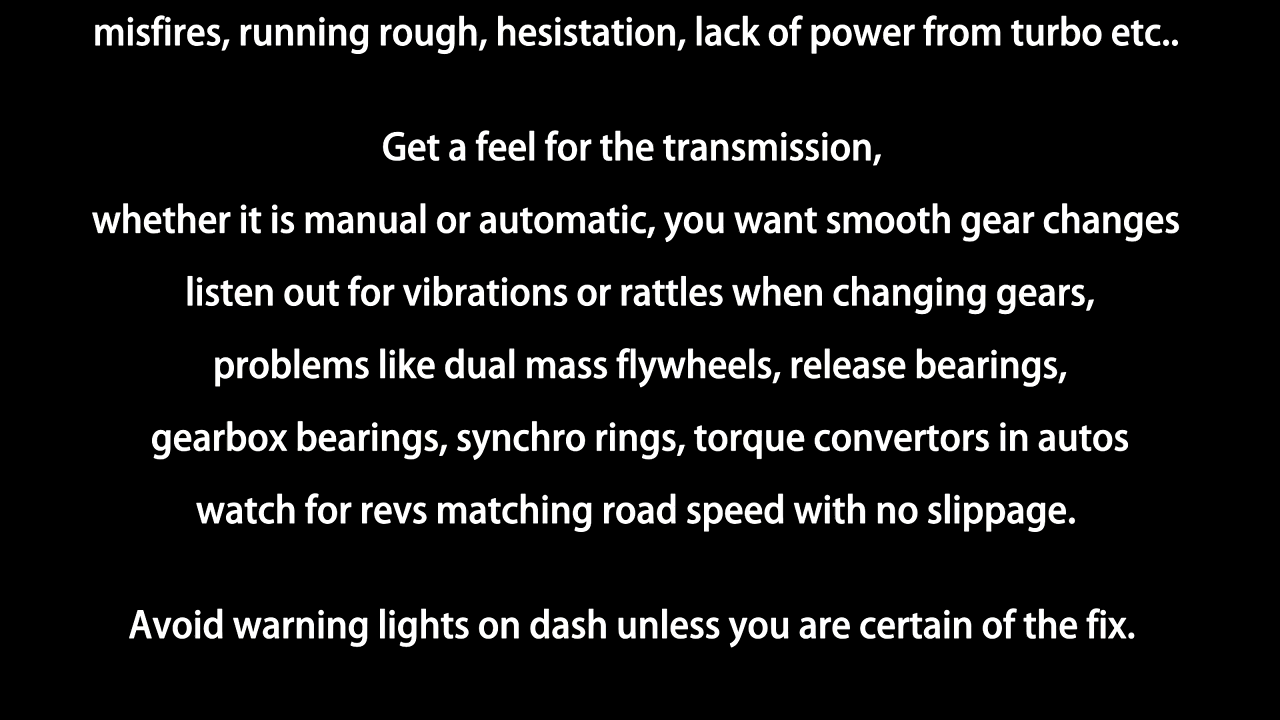 misfires, running rough, hesistation, lack of power from turbo etc..
Get a feel for the transmission,
whether it is manual or automatic, you want smooth gear changes
listen out for vibrations or rattles when changing gears,
problems like dual mass flywheels, release bearings,
gearbox bearings, synchro rings, torque convertors in autos
watch for revs matching road speed with no slippage.
Avoid warning lights on dash unless you are certain of the fix.